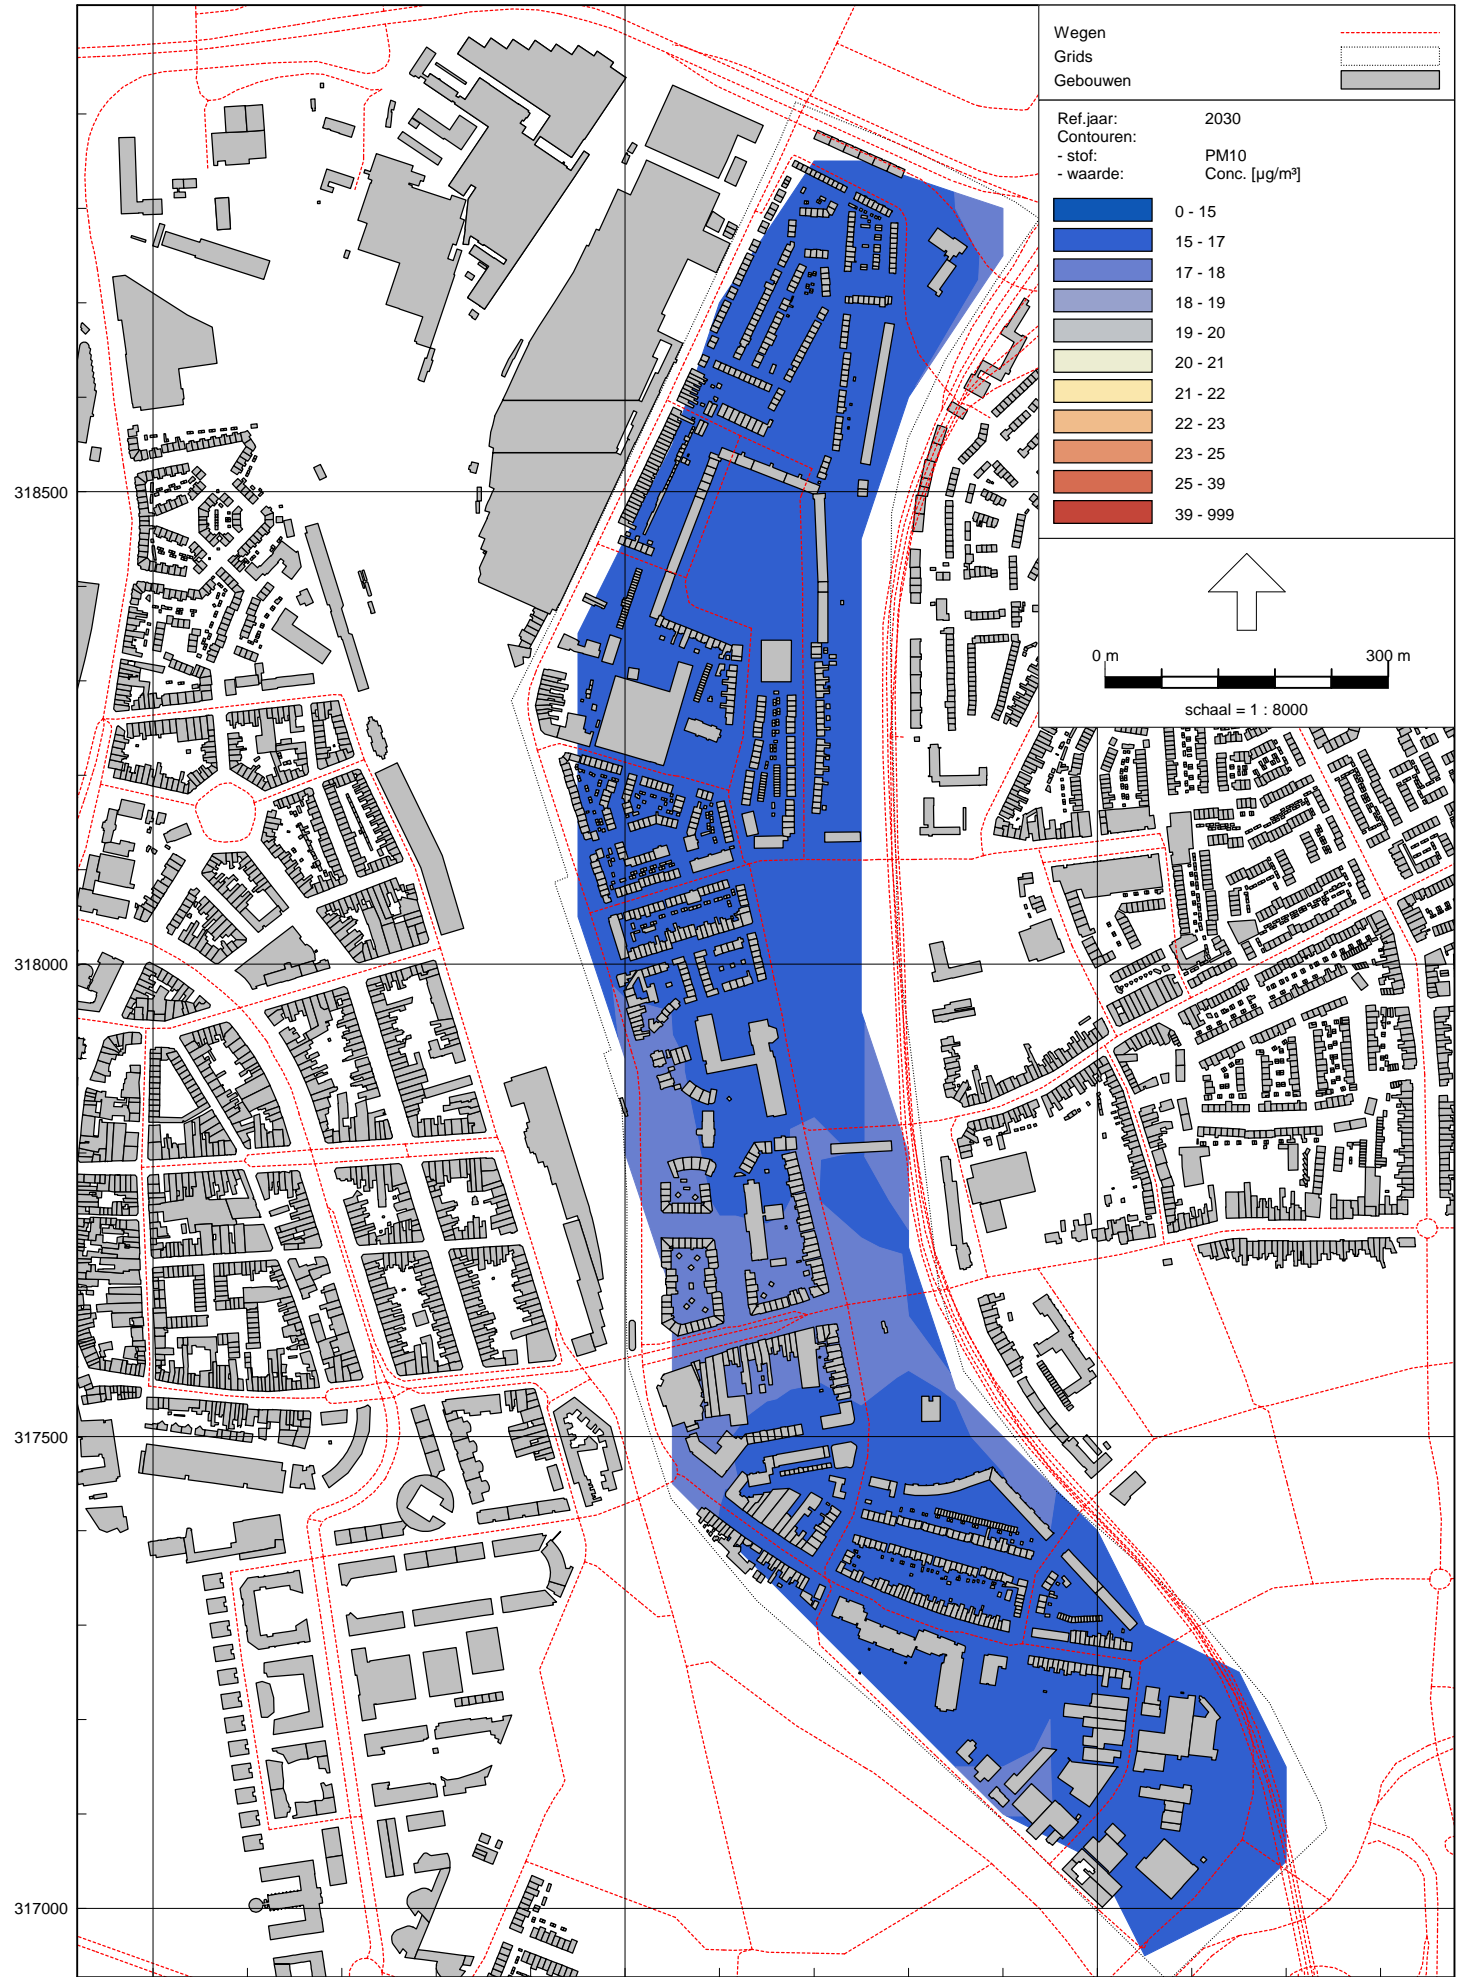 Wegen
Grids
Gebouwen
Ref.jaar: 2030
Contouren:
- stof: PM10
- waarde: Conc. [µg/m³]
0 - 15
15 - 17
17 - 18
18 - 19
19 - 20
20 - 21
21 - 22
22 - 23
23 - 25
25 - 39
39 - 999
0 m 300 m
schaal = 1 : 8000
318500
318000
317500
317000